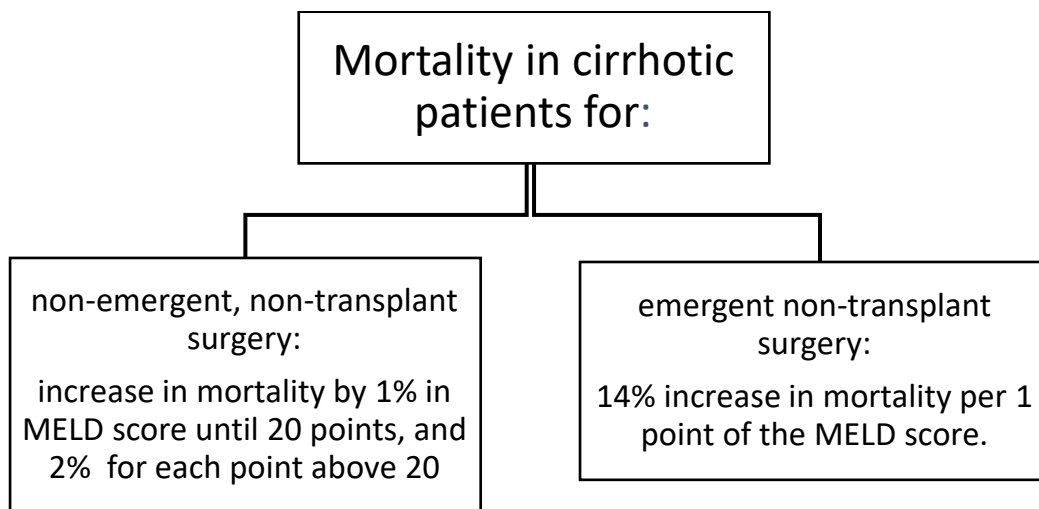 Mortality in cirrhotic
patients for:
non-emergent, non-transplant
surgery:
increase in mortality by 1% in
MELD score until 20 points, and
2%  for each point above 20
emergent non-transplant
surgery:
14% increase in mortality per 1
point of the MELD score.